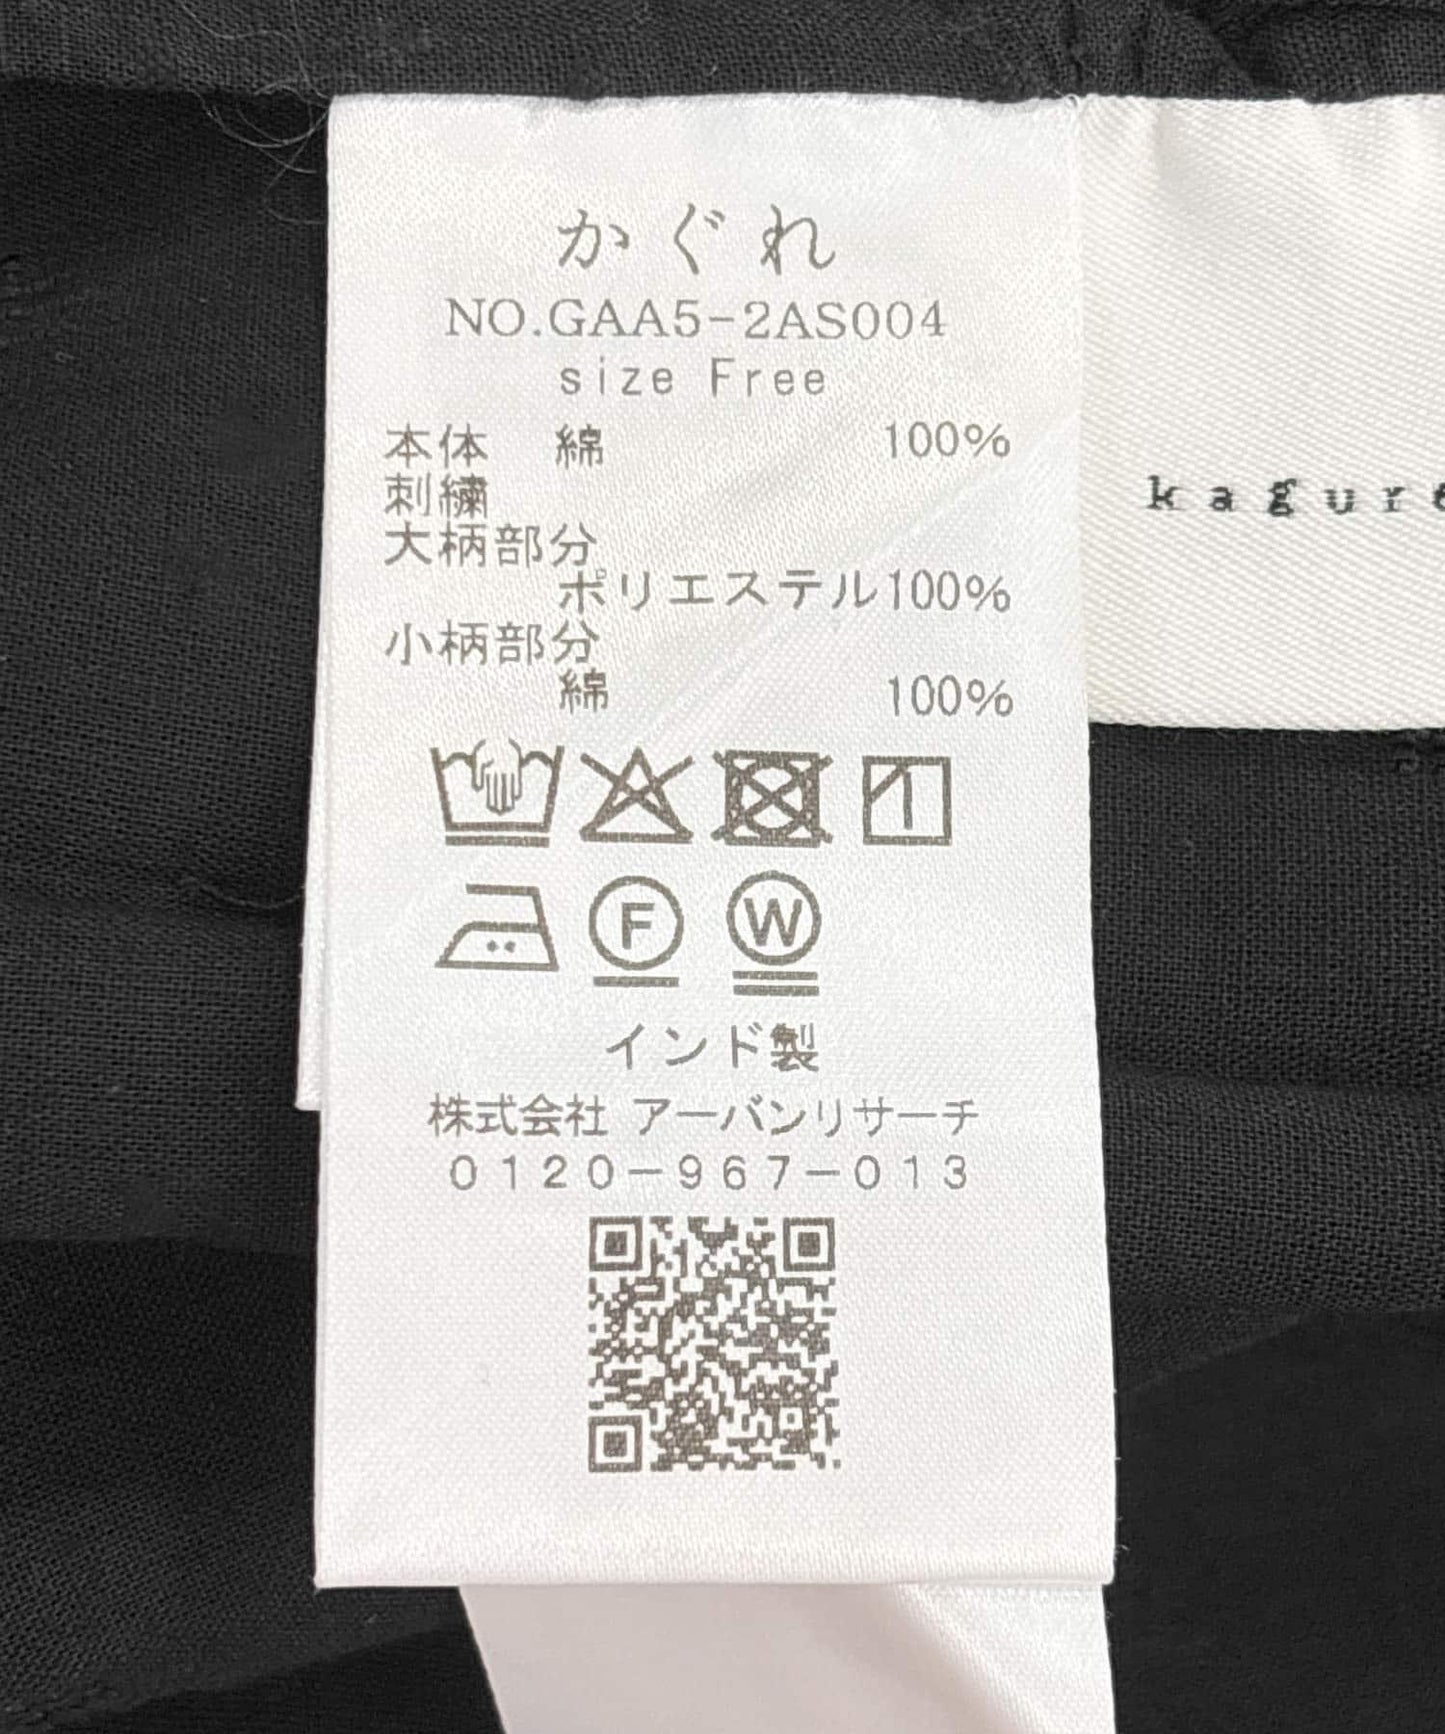 かぐれ
NO.GAA5-2AS004
size Free
本体 綿 100%
刺繍
大柄部分
ポリエステル100%
小柄部分
綿 100%
F
W
インド製
株式会社 アーバンリサーチ
0120-967-013
kagure